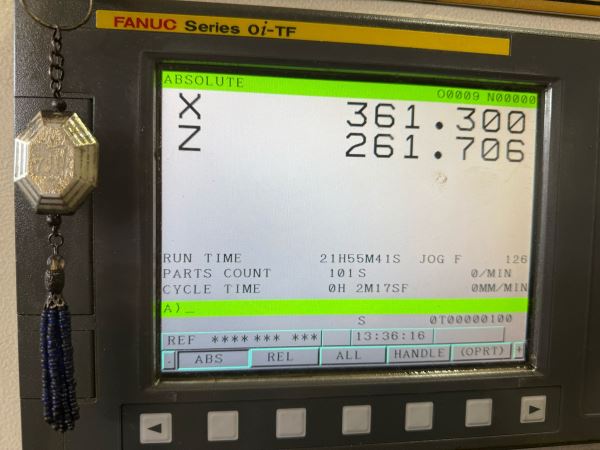 FANUC Series 0i-TF
ABSOLUTE O0009 N00000
X 361.300
Z 261.706
RUN TIME 21H55M41S JOG F 126
PARTS COUNT 101S 0/MIN
CYCLE TIME 0H 2M17SF 0MM/MIN
A)_
S 0T00000100
REF **** *** *** 13:36:16
- ABS REL ALL HANDLE (OPRT) +